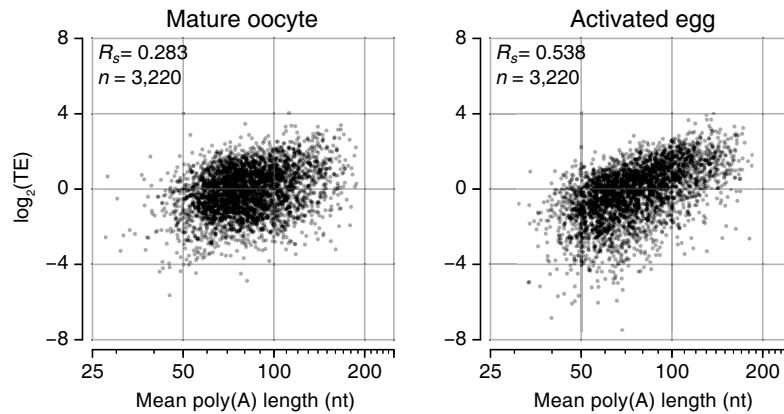 Mature oocyte
Rs= 0.283
n = 3,220
8
4
0
−4
−8
log2(TE)
25 50 100 200
Mean poly(A) length (nt)
Activated egg
Rs= 0.538
n = 3,220
8
4
0
−4
−8
25 50 100 200
Mean poly(A) length (nt)